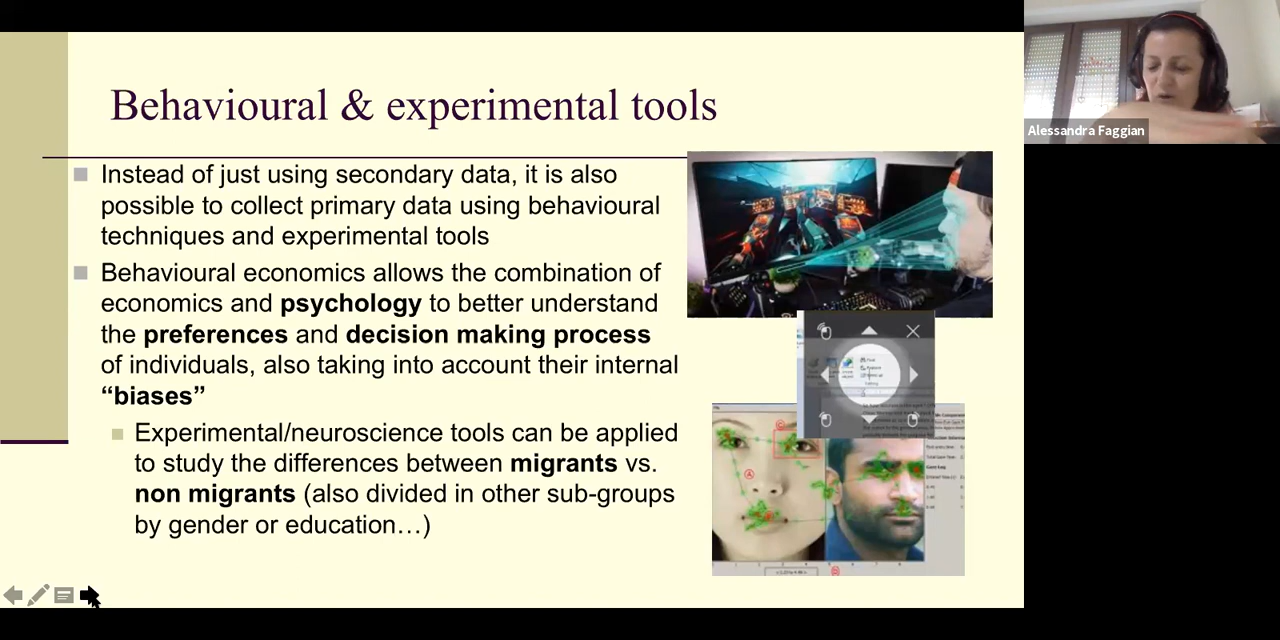 Behavioural & experimental tools
Instead of just using secondary data, it is also
possible to collect primary data using behavioural
techniques and experimental tools
Behavioural economics allows the combination of
economics and psychology to better understand
the preferences and decision making process
of individuals, also taking into account their internal
“biases”
Experimental/neuroscience tools can be applied
to study the differences between migrants vs.
non migrants (also divided in other sub-groups
by gender or education…)
Alessandra Faggian